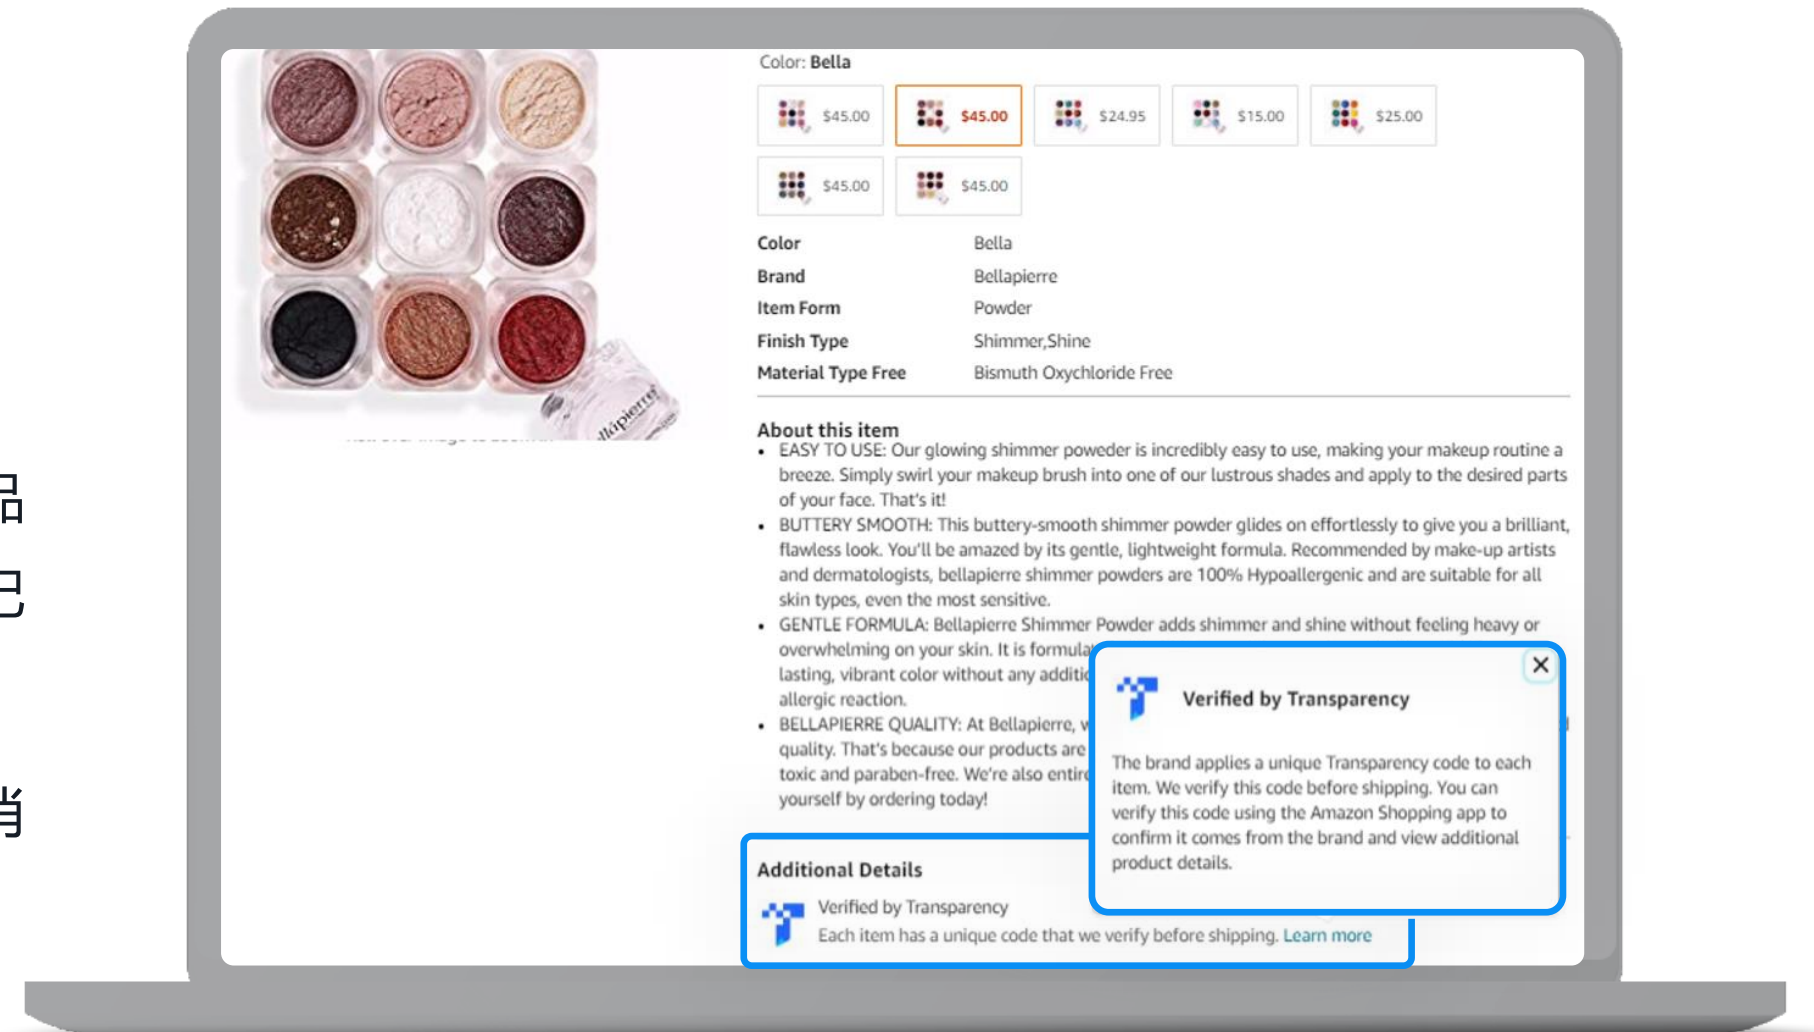 Color: Bella
$45.00
$45.00
$24.95
$15.00
$25.00
$45.00
$45.00
Color Bella
Brand Bellapierre
Item Form Powder
Finish Type Shimmer,Shine
Material Type Free Bismuth Oxychloride Free
About this item
• EASY TO USE: Our glowing shimmer poweder is incredibly easy to use, making your makeup routine a
breeze. Simply swirl your makeup brush into one of our lustrous shades and apply to the desired parts
of your face. That's it!
• BUTTERY SMOOTH: This buttery-smooth shimmer powder glides on effortlessly to give you a brilliant,
flawless look. You'll be amazed by its gentle, lightweight formula. Recommended by make-up artists
and dermatologists, bellapierre shimmer powders are 100% Hypoallergenic and are suitable for all
skin types, even the most sensitive.
• GENTLE FORMULA: Bellapierre Shimmer Powder adds shimmer and shine without feeling heavy or
overwhelming on your skin. It is
lasting, vibrant color without any
allergic reaction.
• BELLAPIERRE QUALITY: At Bellapierre,
quality. That's because our products are
toxic and paraben-free. We're also
yourself by ordering today!
Verified by Transparency
The brand applies a unique Transparency code to each
item. We verify this code before shipping. You can
verify this code using the Amazon Shopping app to
confirm it comes from the brand and view additional
product details.
Additional Details
Verified by Transparency
Each item has a unique code that we verify before shipping. Learn more
品